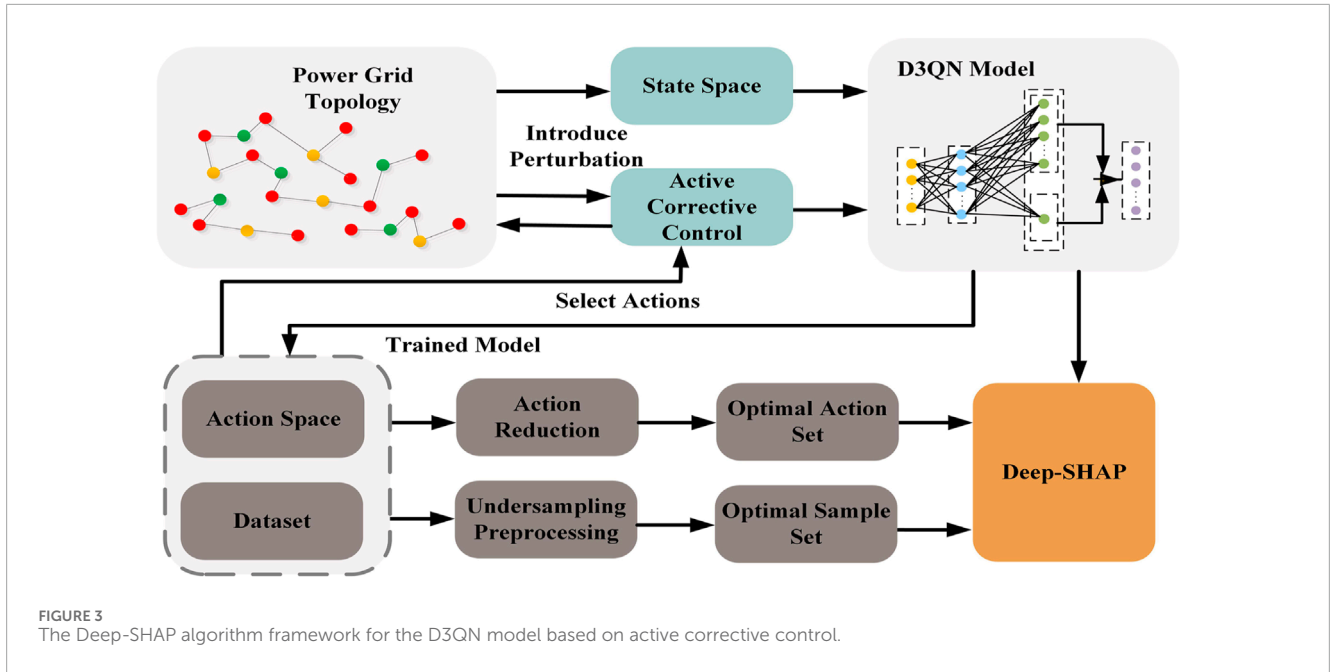 Power Grid
Topology
State Space
D3QN Model
Introduce
Perturbation
Active
Corrective
Control
Select Actions
Trained Model
Action Space
Action
Reduction
Optimal Action
Set
Deep-SHAP
Dataset
Undersampling
Preprocessing
Optimal Sample
Set
FIGURE 3
The Deep-SHAP algorithm framework for the D3QN model based on active corrective control.